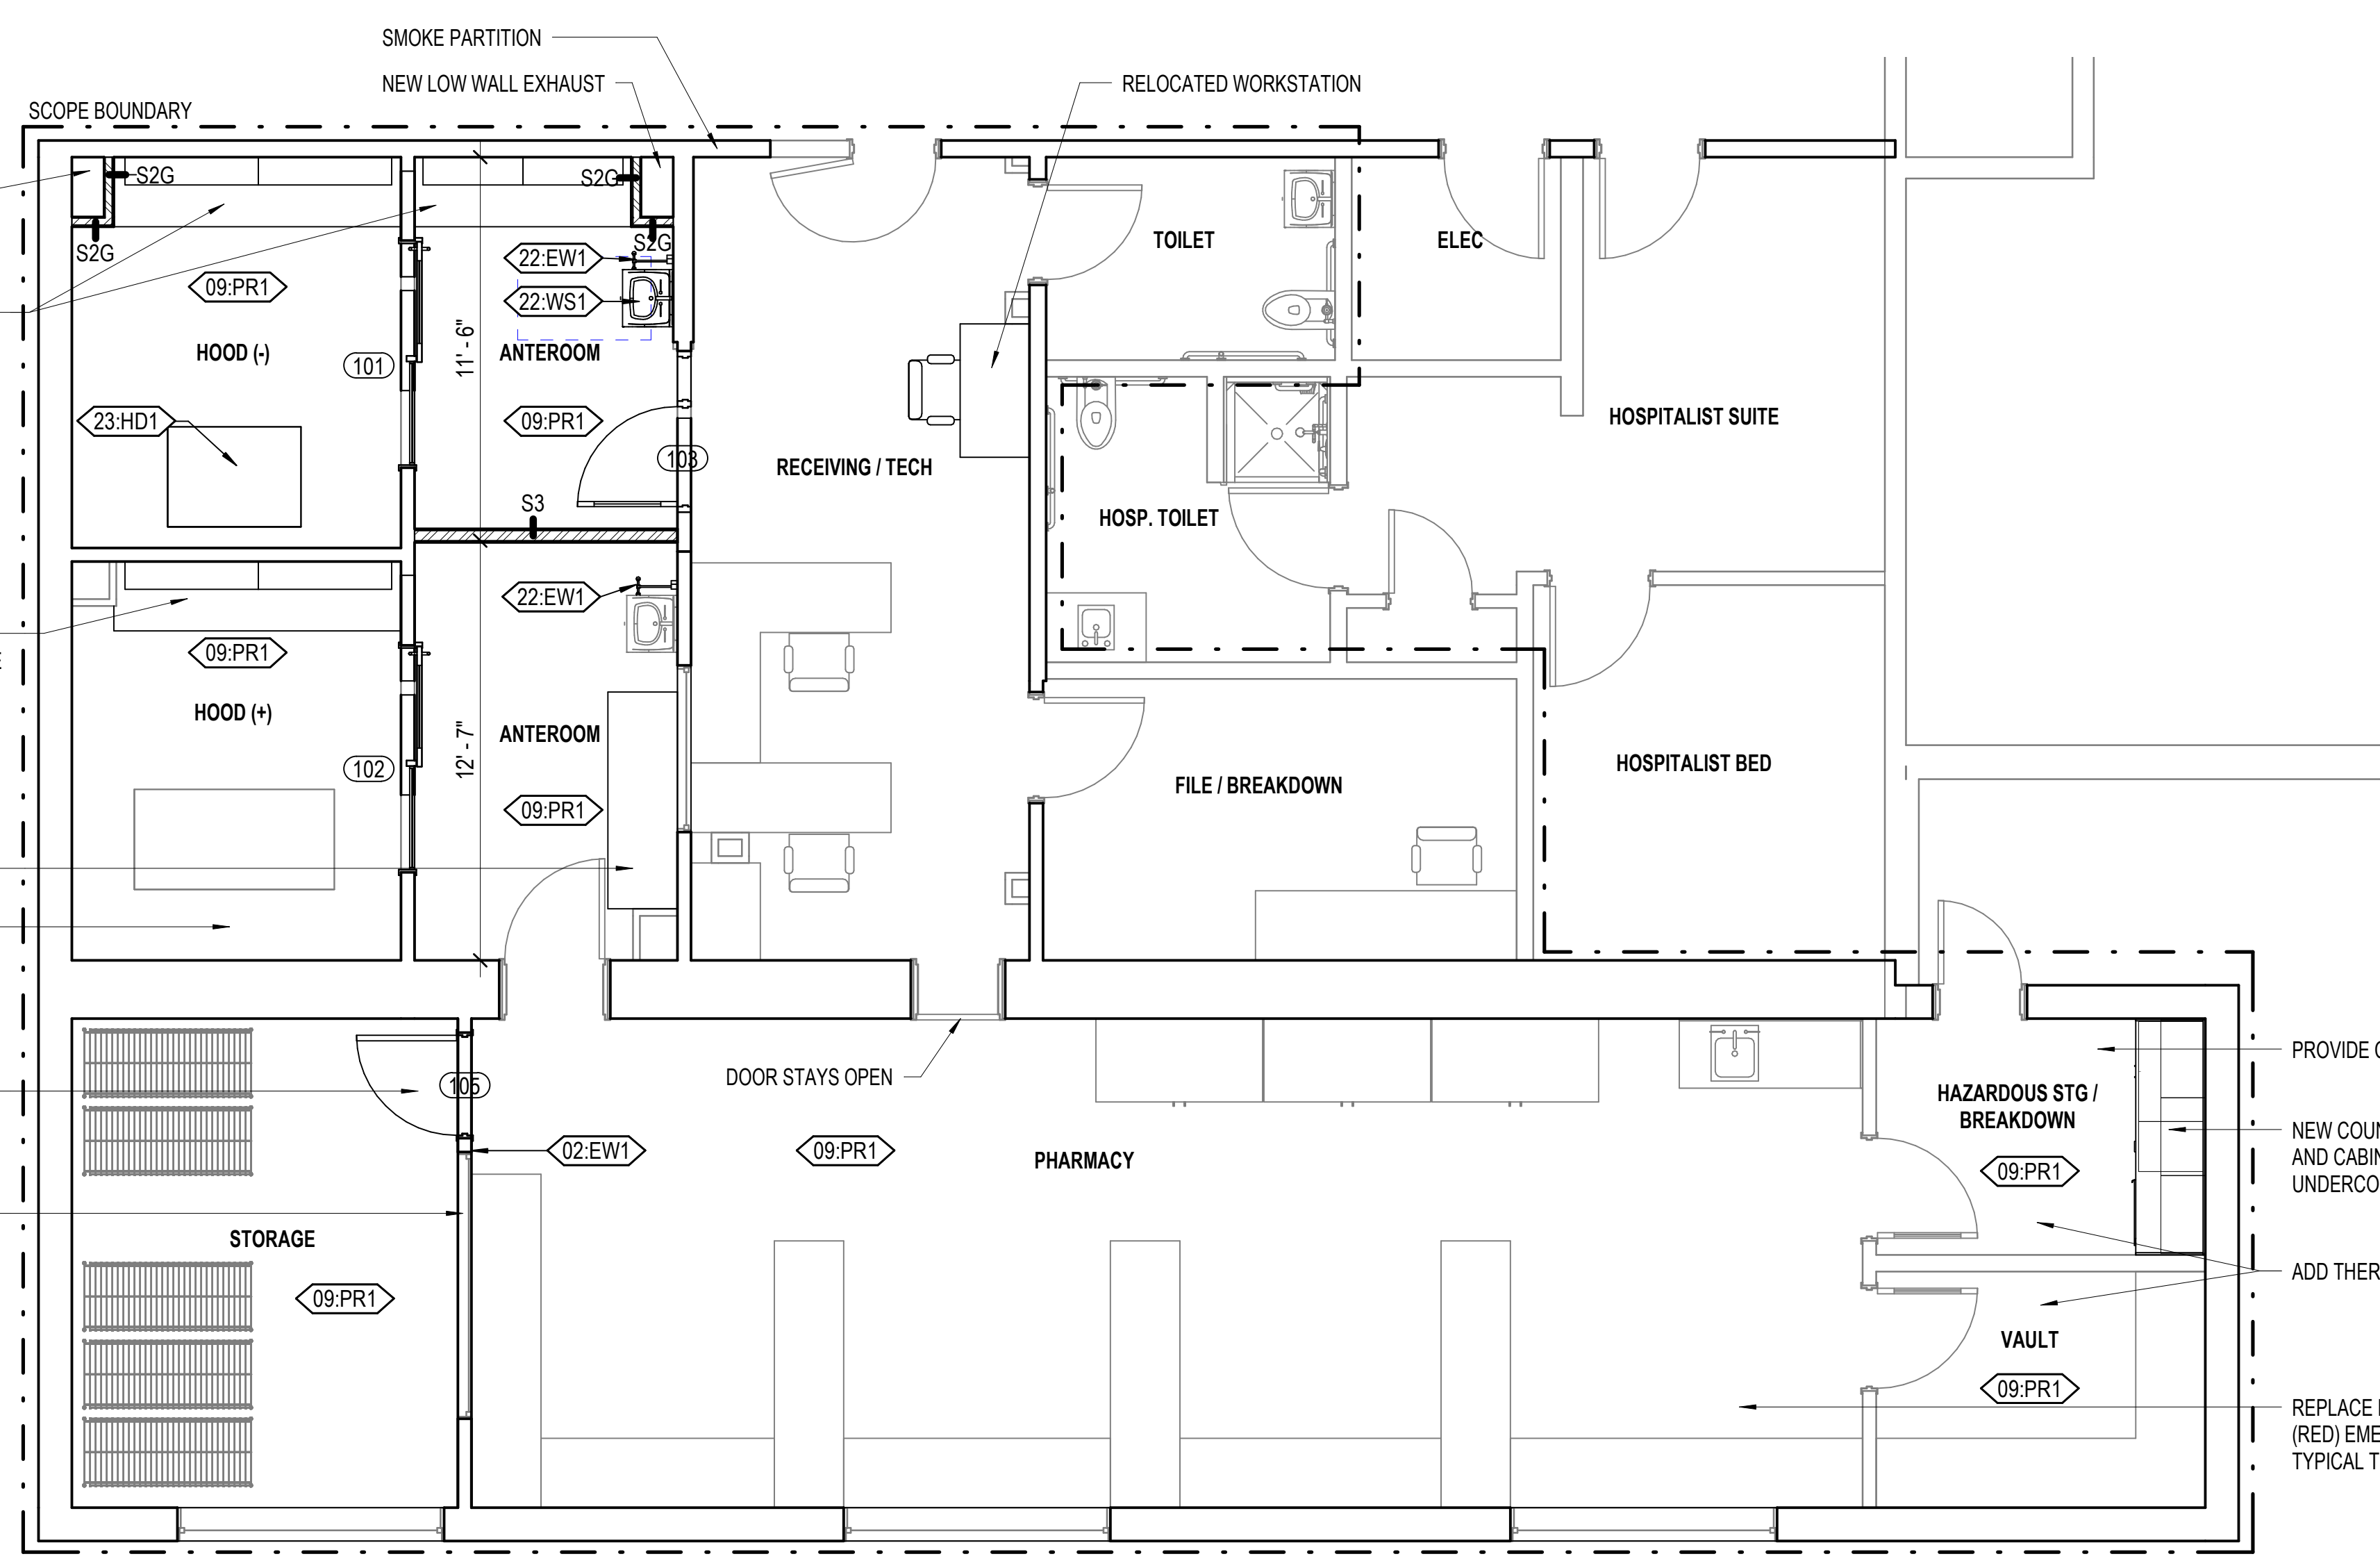 SMOKE PARTITION
NEW LOW WALL EXHAUST
RELOCATED WORKSTATION
SCOPE BOUNDARY
S2G
S2G
S2G
S2G
22:EW1
22:WS1
09:PR1
HOOD (-)
101
11' - 6"
ANTEROOM
09:PR1
23:HD1
103
S3
TOILET
ELEC
RECEIVING / TECH
HOSPITALIST SUITE
HOSP. TOILET
22:EW1
09:PR1
HOOD (+)
102
12' - 7"
ANTEROOM
09:PR1
FILE / BREAKDOWN
HOSPITALIST BED
DOOR STAYS OPEN
105
02:EW1
09:PR1
PHARMACY
STORAGE
09:PR1
HAZARDOUS STG /
BREAKDOWN
09:PR1
VAULT
09:PR1
PROVIDE
NEW COUN
AND CABIN
UNDERCO
ADD THER
REPLACE
(RED) EME
TYPICAL T